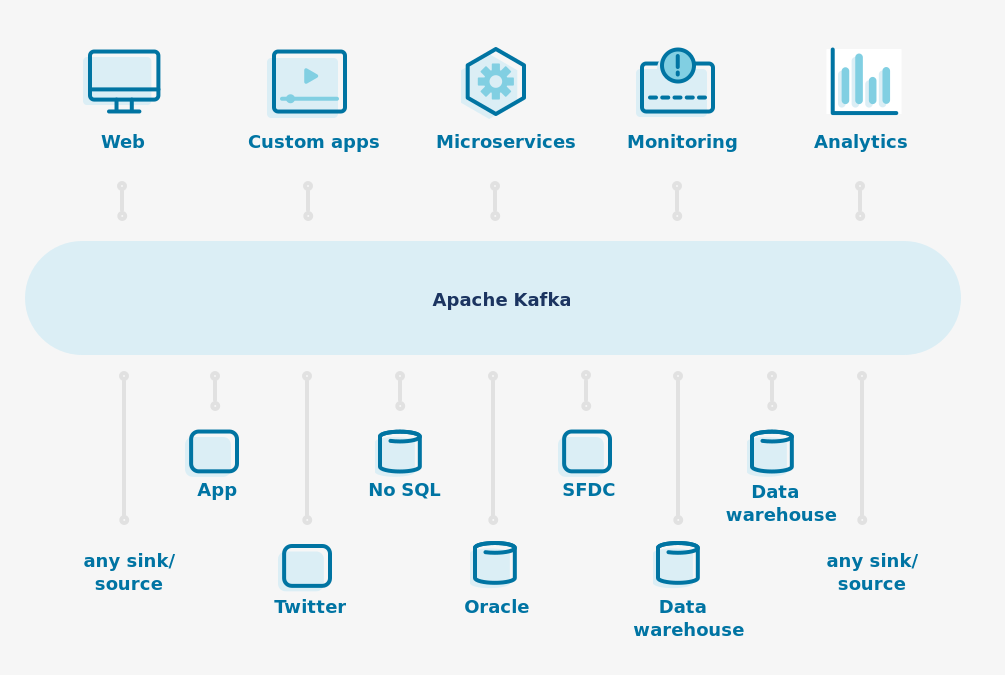 Web
Custom apps
Microservices
Monitoring
Analytics
Apache Kafka
App
No SQL
SFDC
Data
warehouse
any sink/
source
Twitter
Oracle
Data
warehouse
any sink/
source